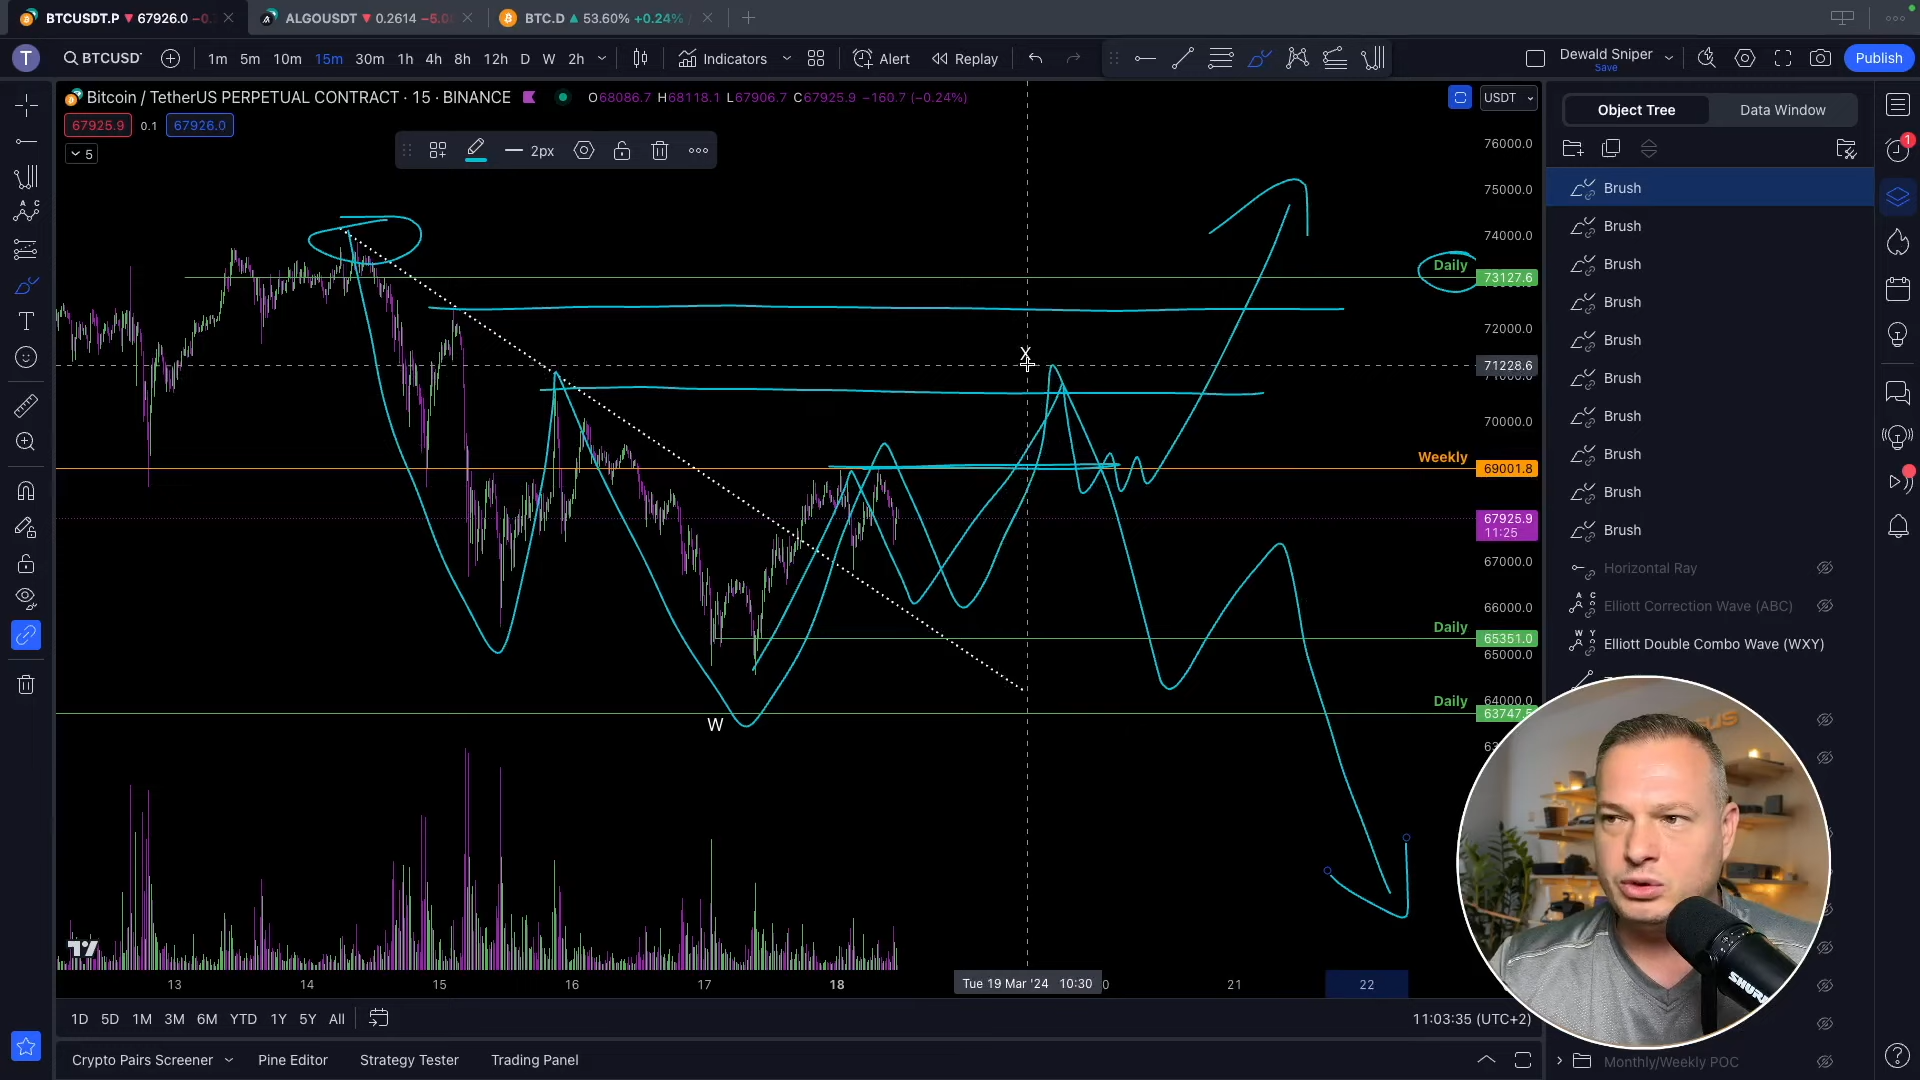 BTCUSDT.P ▼ 67926.0 −0.
ALGOUSDT ▼ 0.2614 −5.0
BTC.D ▲ 53.60% +0.24%
T
BTCUSD
1m 5m 10m 15m 30m 1h 4h 8h 12h D W 2h
Indicators
Alert
Replay
Dewald Sniper
Save
Publish
Bitcoin / TetherUS PERPETUAL CONTRACT · 15 · BINANCE
O68086.7 H68118.1 L67906.7 C67925.9 −160.7 (−0.24%)
USDT
67925.9 0.1 67926.0
5
2px
Object Tree
Data Window
1
Brush
Brush
Brush
Brush
Brush
Brush
Brush
Brush
Brush
Brush
Horizontal Ray
Elliott Correction Wave (ABC)
Elliott Double Combo Wave (WXY)
Monthly/Weekly POC
76000.0
75000.0
74000.0
Daily 73127.6
72000.0
X
71228.6
70000.0
Weekly 69001.8
67925.9
11:25
67000.0
66000.0
Daily 65351.0
65000.0
64000.0
Daily 63747.5
W
13 14 15 16 17 18 Tue 19 Mar '24 10:30 21 22
1D 5D 1M 3M 6M YTD 1Y 5Y All
11:03:35 (UTC+2)
Crypto Pairs Screener
Pine Editor
Strategy Tester
Trading Panel
SHURE